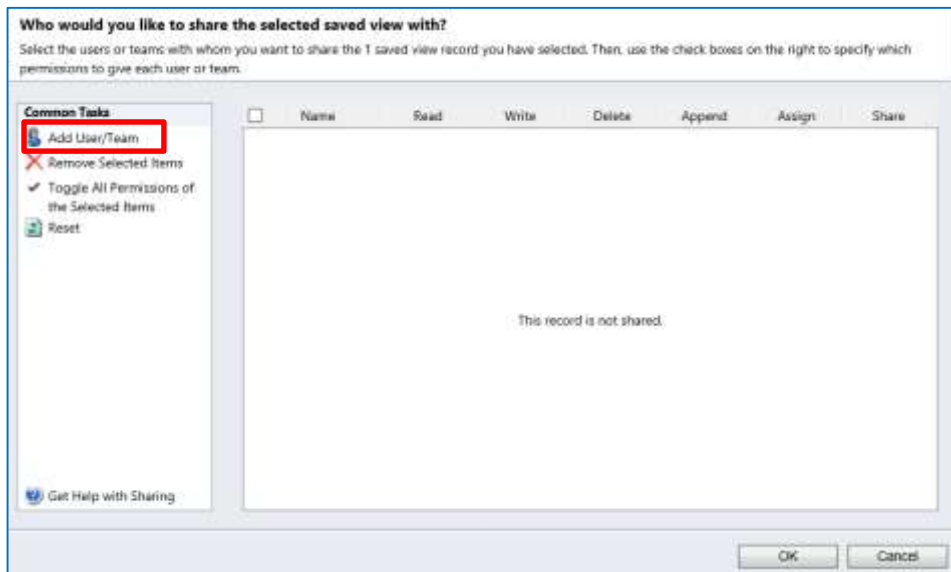 Who would you like to share the selected saved view with?
Select the users or teams with whom you want to share the 1 saved view record you have selected. Then, use the check boxes on the right to specify which
permissions to give each user or team.
Common Tasks
Add User/Team
Remove Selected Items
Toggle All Permissions of
the Selected Items
Reset
Get Help with Sharing
Name Read Write Delete Append Assign Share
This record is not shared.
OK Cancel